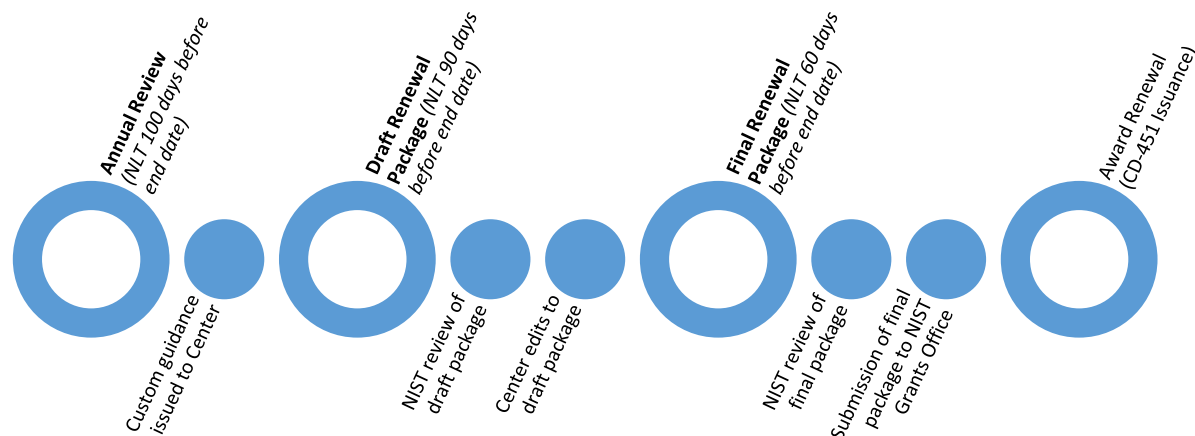 Annual Review
(NLT 100 days before
end date)
Custom guidance
issued to Center
Draft Renewal
Package (NLT 90 days
before end date)
NIST review of
draft package
Center edits to
draft package
Final Renewal
Package (NLT 60 days
before end date)
NIST review of
final package
Submission of final
package to NIST
Grants Office
Award Renewal
(CD-451 Issuance)